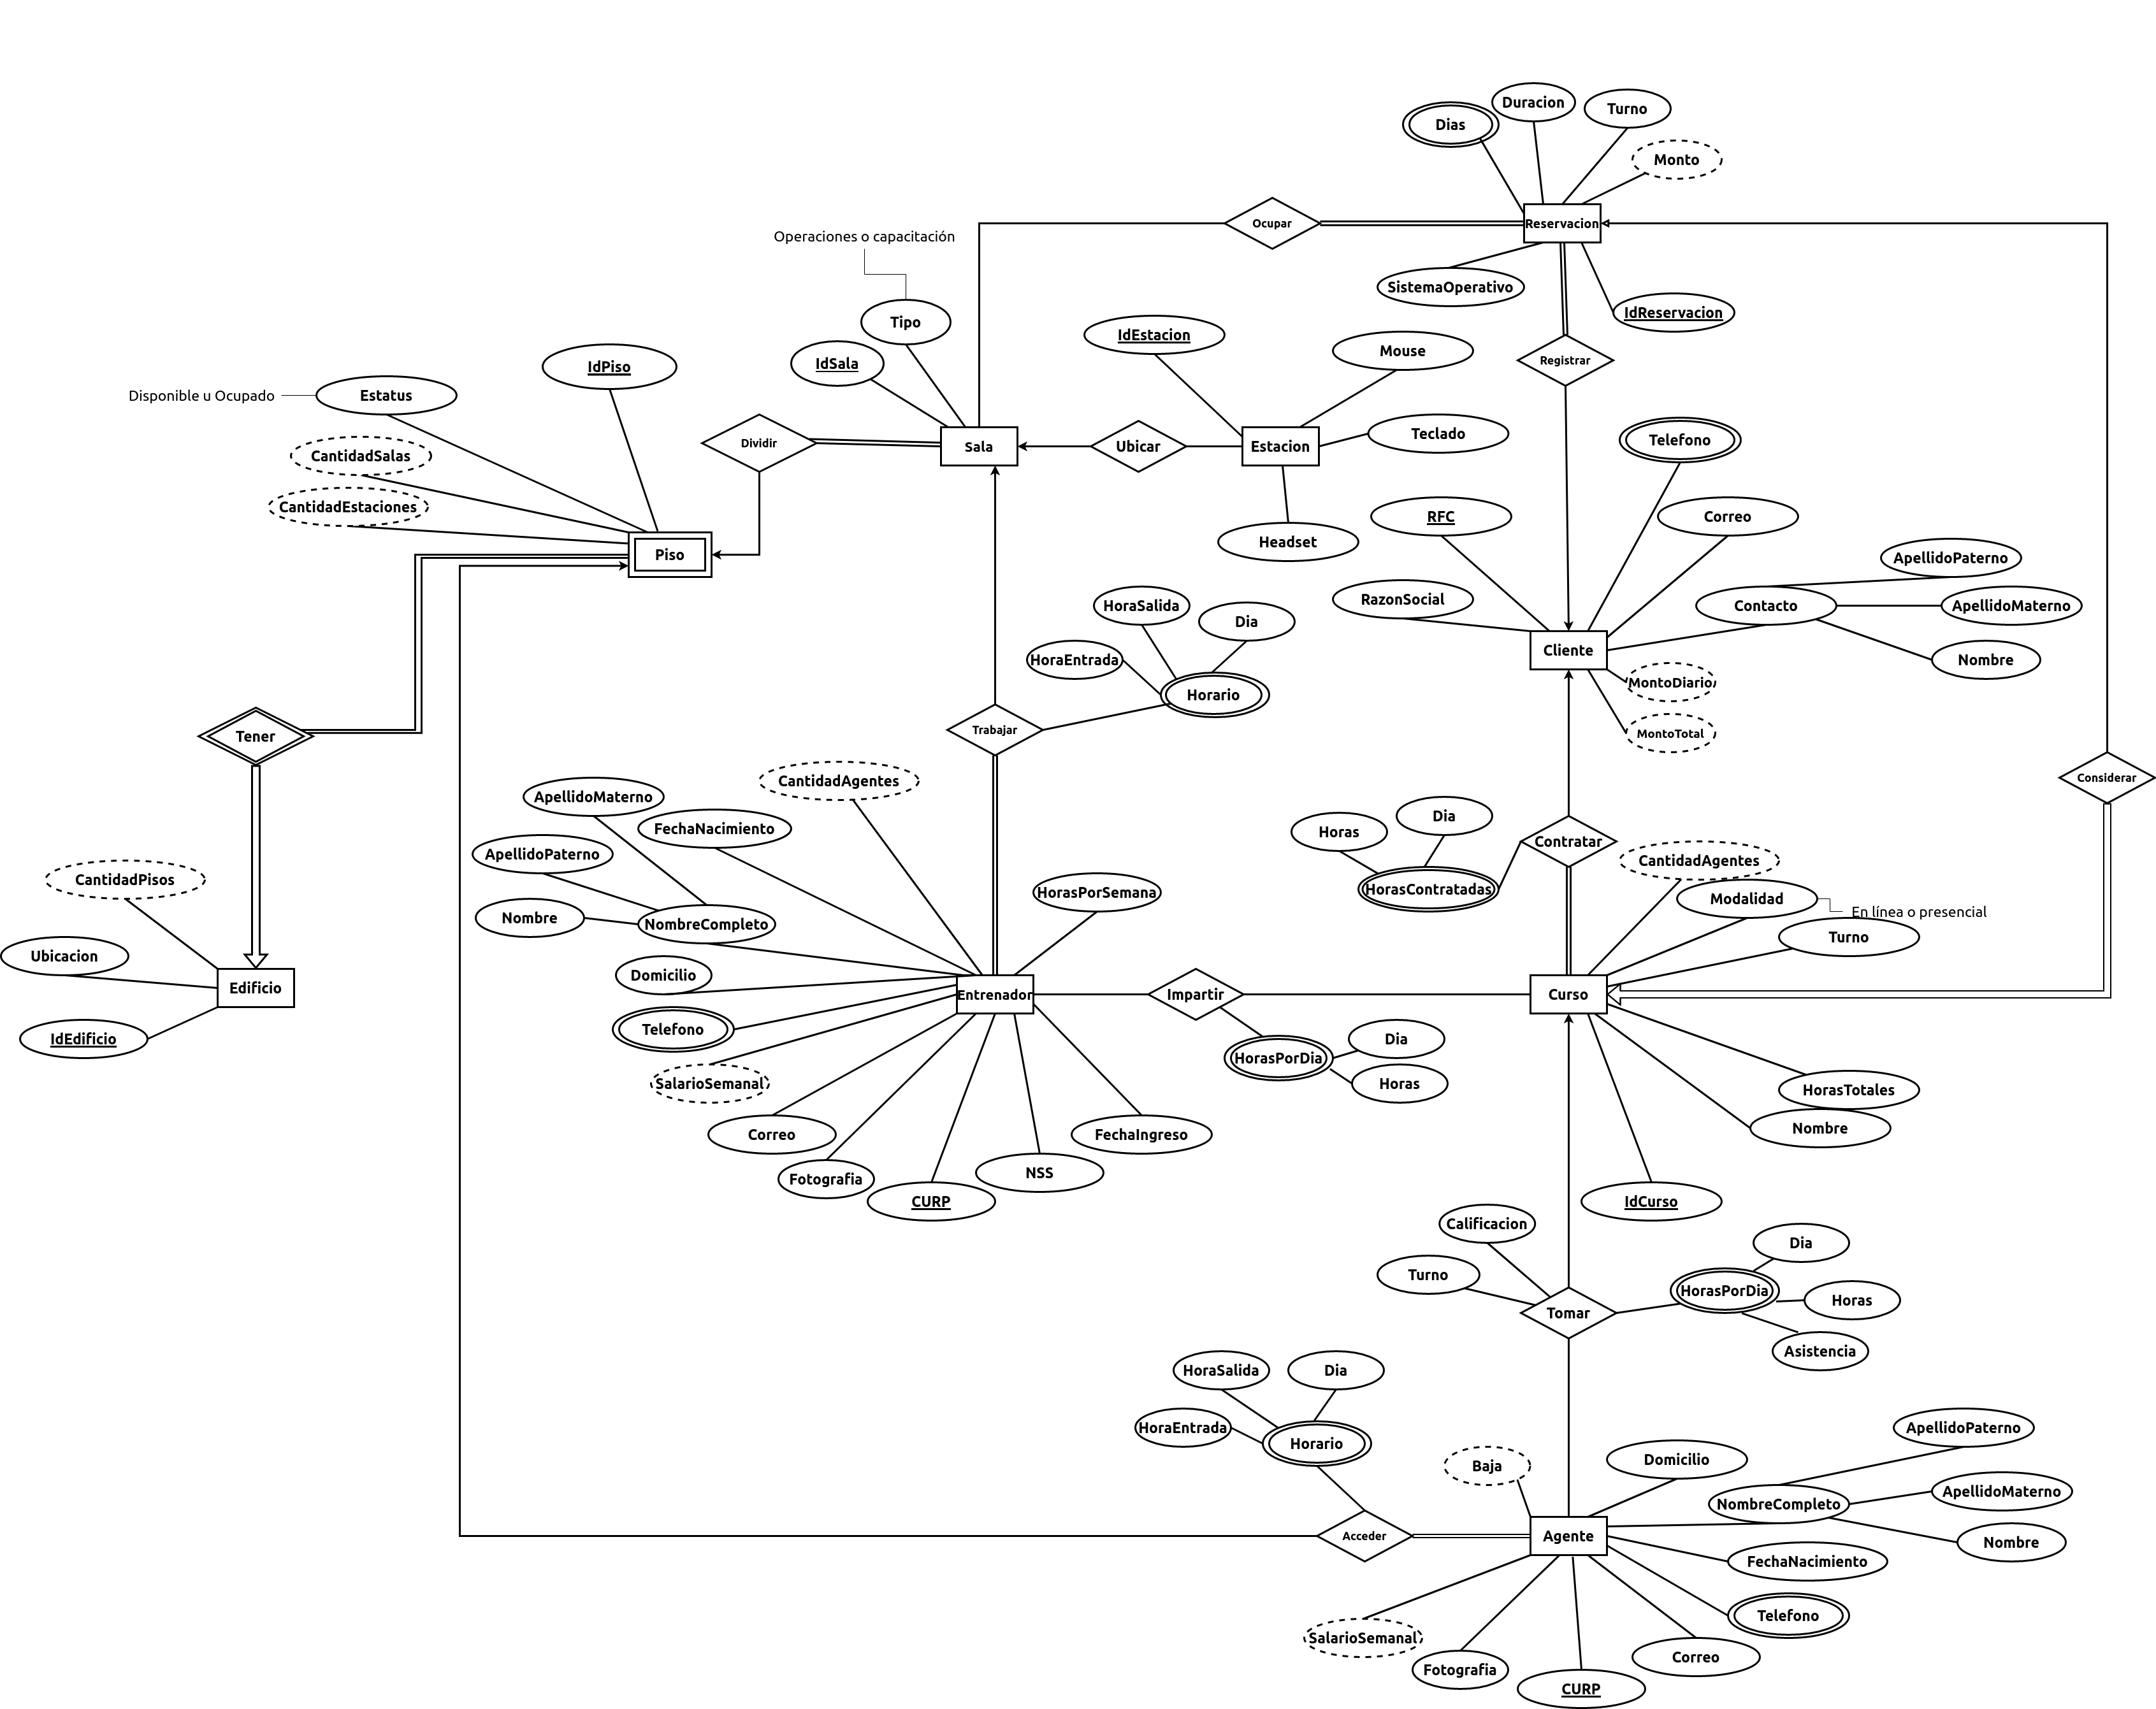 Dias
Duracion
Turno
Monto
Ocupar
Reservacion
Operaciones o capacitación
SistemaOperativo
IdReservacion
Tipo
IdSala
IdEstacion
Mouse
Registrar
IdPiso
Estatus
Disponible u Ocupado
CantidadSalas
CantidadEstaciones
Dividir
Sala
Ubicar
Estacion
Teclado
Telefono
Headset
RFC
Correo
Piso
RazonSocial
Contacto
ApellidoPaterno
ApellidoMaterno
Nombre
Cliente
MontoDiario
MontoTotal
HoraSalida
Dia
HoraEntrada
Horario
Trabajar
Tener
Considerar
CantidadAgentes
ApellidoMaterno
FechaNacimiento
ApellidoPaterno
Nombre
NombreCompleto
HorasPorSemana
Horas
Dia
HorasContratadas
Contratar
CantidadAgentes
Modalidad
En línea o presencial
Turno
CantidadPisos
Ubicacion
Edificio
IdEdificio
Domicilio
Entrenador
Impartir
Curso
Telefono
SalarioSemanal
Correo
Fotografia
CURP
NSS
FechaIngreso
HorasPorDia
Dia
Horas
HorasTotales
Nombre
IdCurso
Calificacion
Turno
Tomar
HorasPorDia
Dia
Horas
Asistencia
HoraSalida
Dia
HoraEntrada
Horario
Acceder
Baja
Domicilio
ApellidoPaterno
NombreCompleto
ApellidoMaterno
Nombre
Agente
FechaNacimiento
Telefono
SalarioSemanal
Fotografia
CURP
Correo